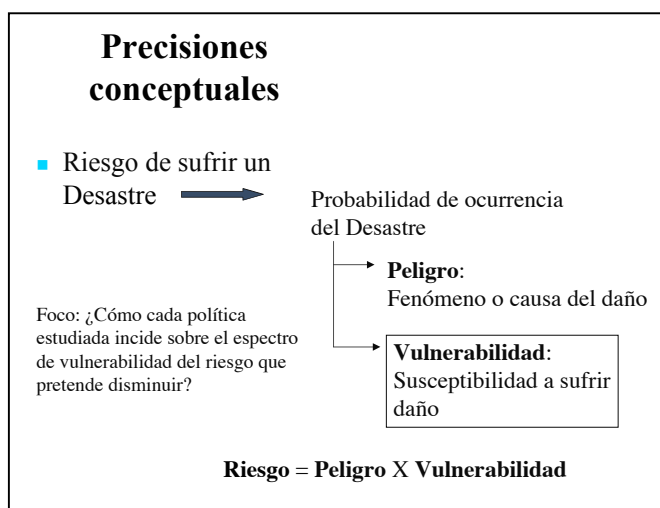 Precisiones
conceptuales
Riesgo de sufrir un
Desastre
Probabilidad de ocurrencia
del Desastre
Peligro:
Fenómeno o causa del daño
Foco: ¿Cómo cada política
estudiada incide sobre el espectro
de vulnerabilidad del riesgo que
pretende disminuir?
Vulnerabilidad:
Susceptibilidad a sufrir
daño
Riesgo = Peligro X Vulnerabilidad